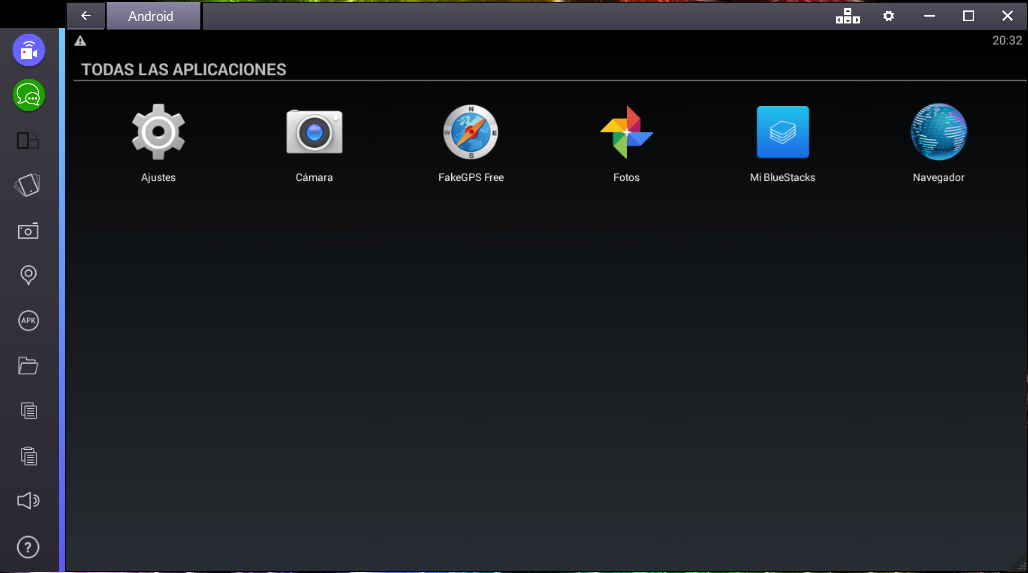 Android
20:32
TODAS LAS APLICACIONES
N
W E
S
Ajustes
Cámara
FakeGPS Free
Fotos
Mi BlueStacks
Navegador
APK
?